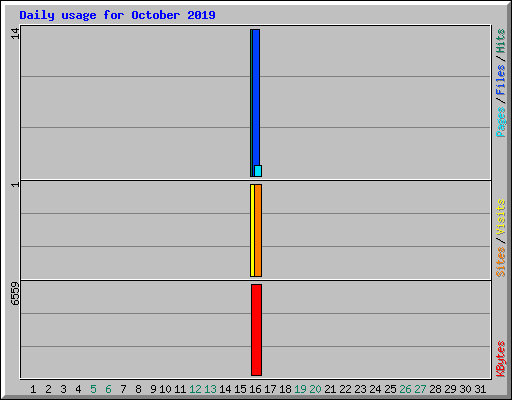 Daily usage for October 2019
14
1
6559
Pages/Files/Hits
Sites/Visits
KBytes
1 2 3 4 5 6 7 8 9 10 11 12 13 14 15 16 17 18 19 20 21 22 23 24 25 26 27 28 29 30 31